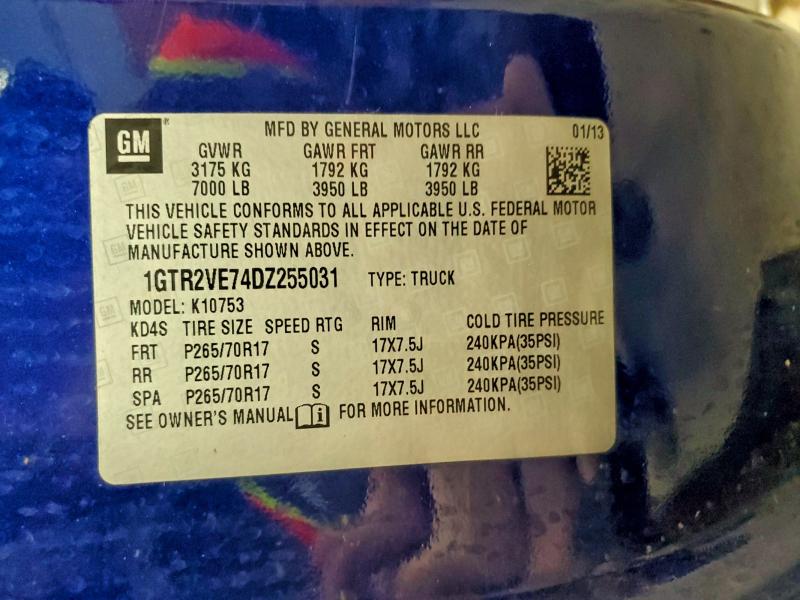 GM
MFD BY GENERAL MOTORS LLC 01/13
GVWR GAWR FRT GAWR RR
3175 KG 1792 KG 1792 KG
7000 LB 3950 LB 3950 LB
THIS VEHICLE CONFORMS TO ALL APPLICABLE U.S. FEDERAL MOTOR
VEHICLE SAFETY STANDARDS IN EFFECT ON THE DATE OF
MANUFACTURE SHOWN ABOVE.
1GTR2VE74DZ255031 TYPE: TRUCK
MODEL: K10753
KD4S TIRE SIZE SPEED RTG RIM COLD TIRE PRESSURE
FRT P265/70R17 S 17X7.5J 240KPA(35PSI)
RR P265/70R17 S 17X7.5J 240KPA(35PSI)
SPA P265/70R17 S 17X7.5J 240KPA(35PSI)
SEE OWNER'S MANUAL FOR MORE INFORMATION.